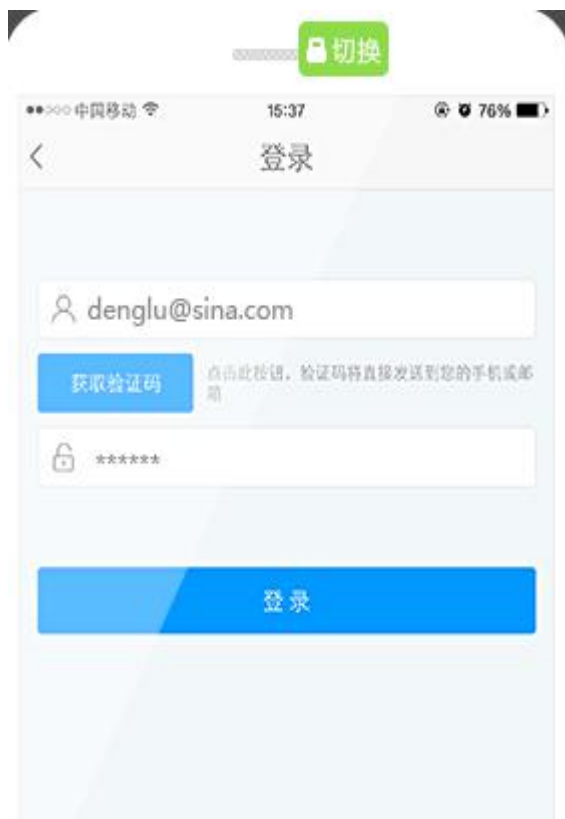 切换
中国移动 15:37 76%
登录
denglu@sina.com
获取验证码
点击此按钮，验证码将直接发送到您的手机或邮
箱
******
登录